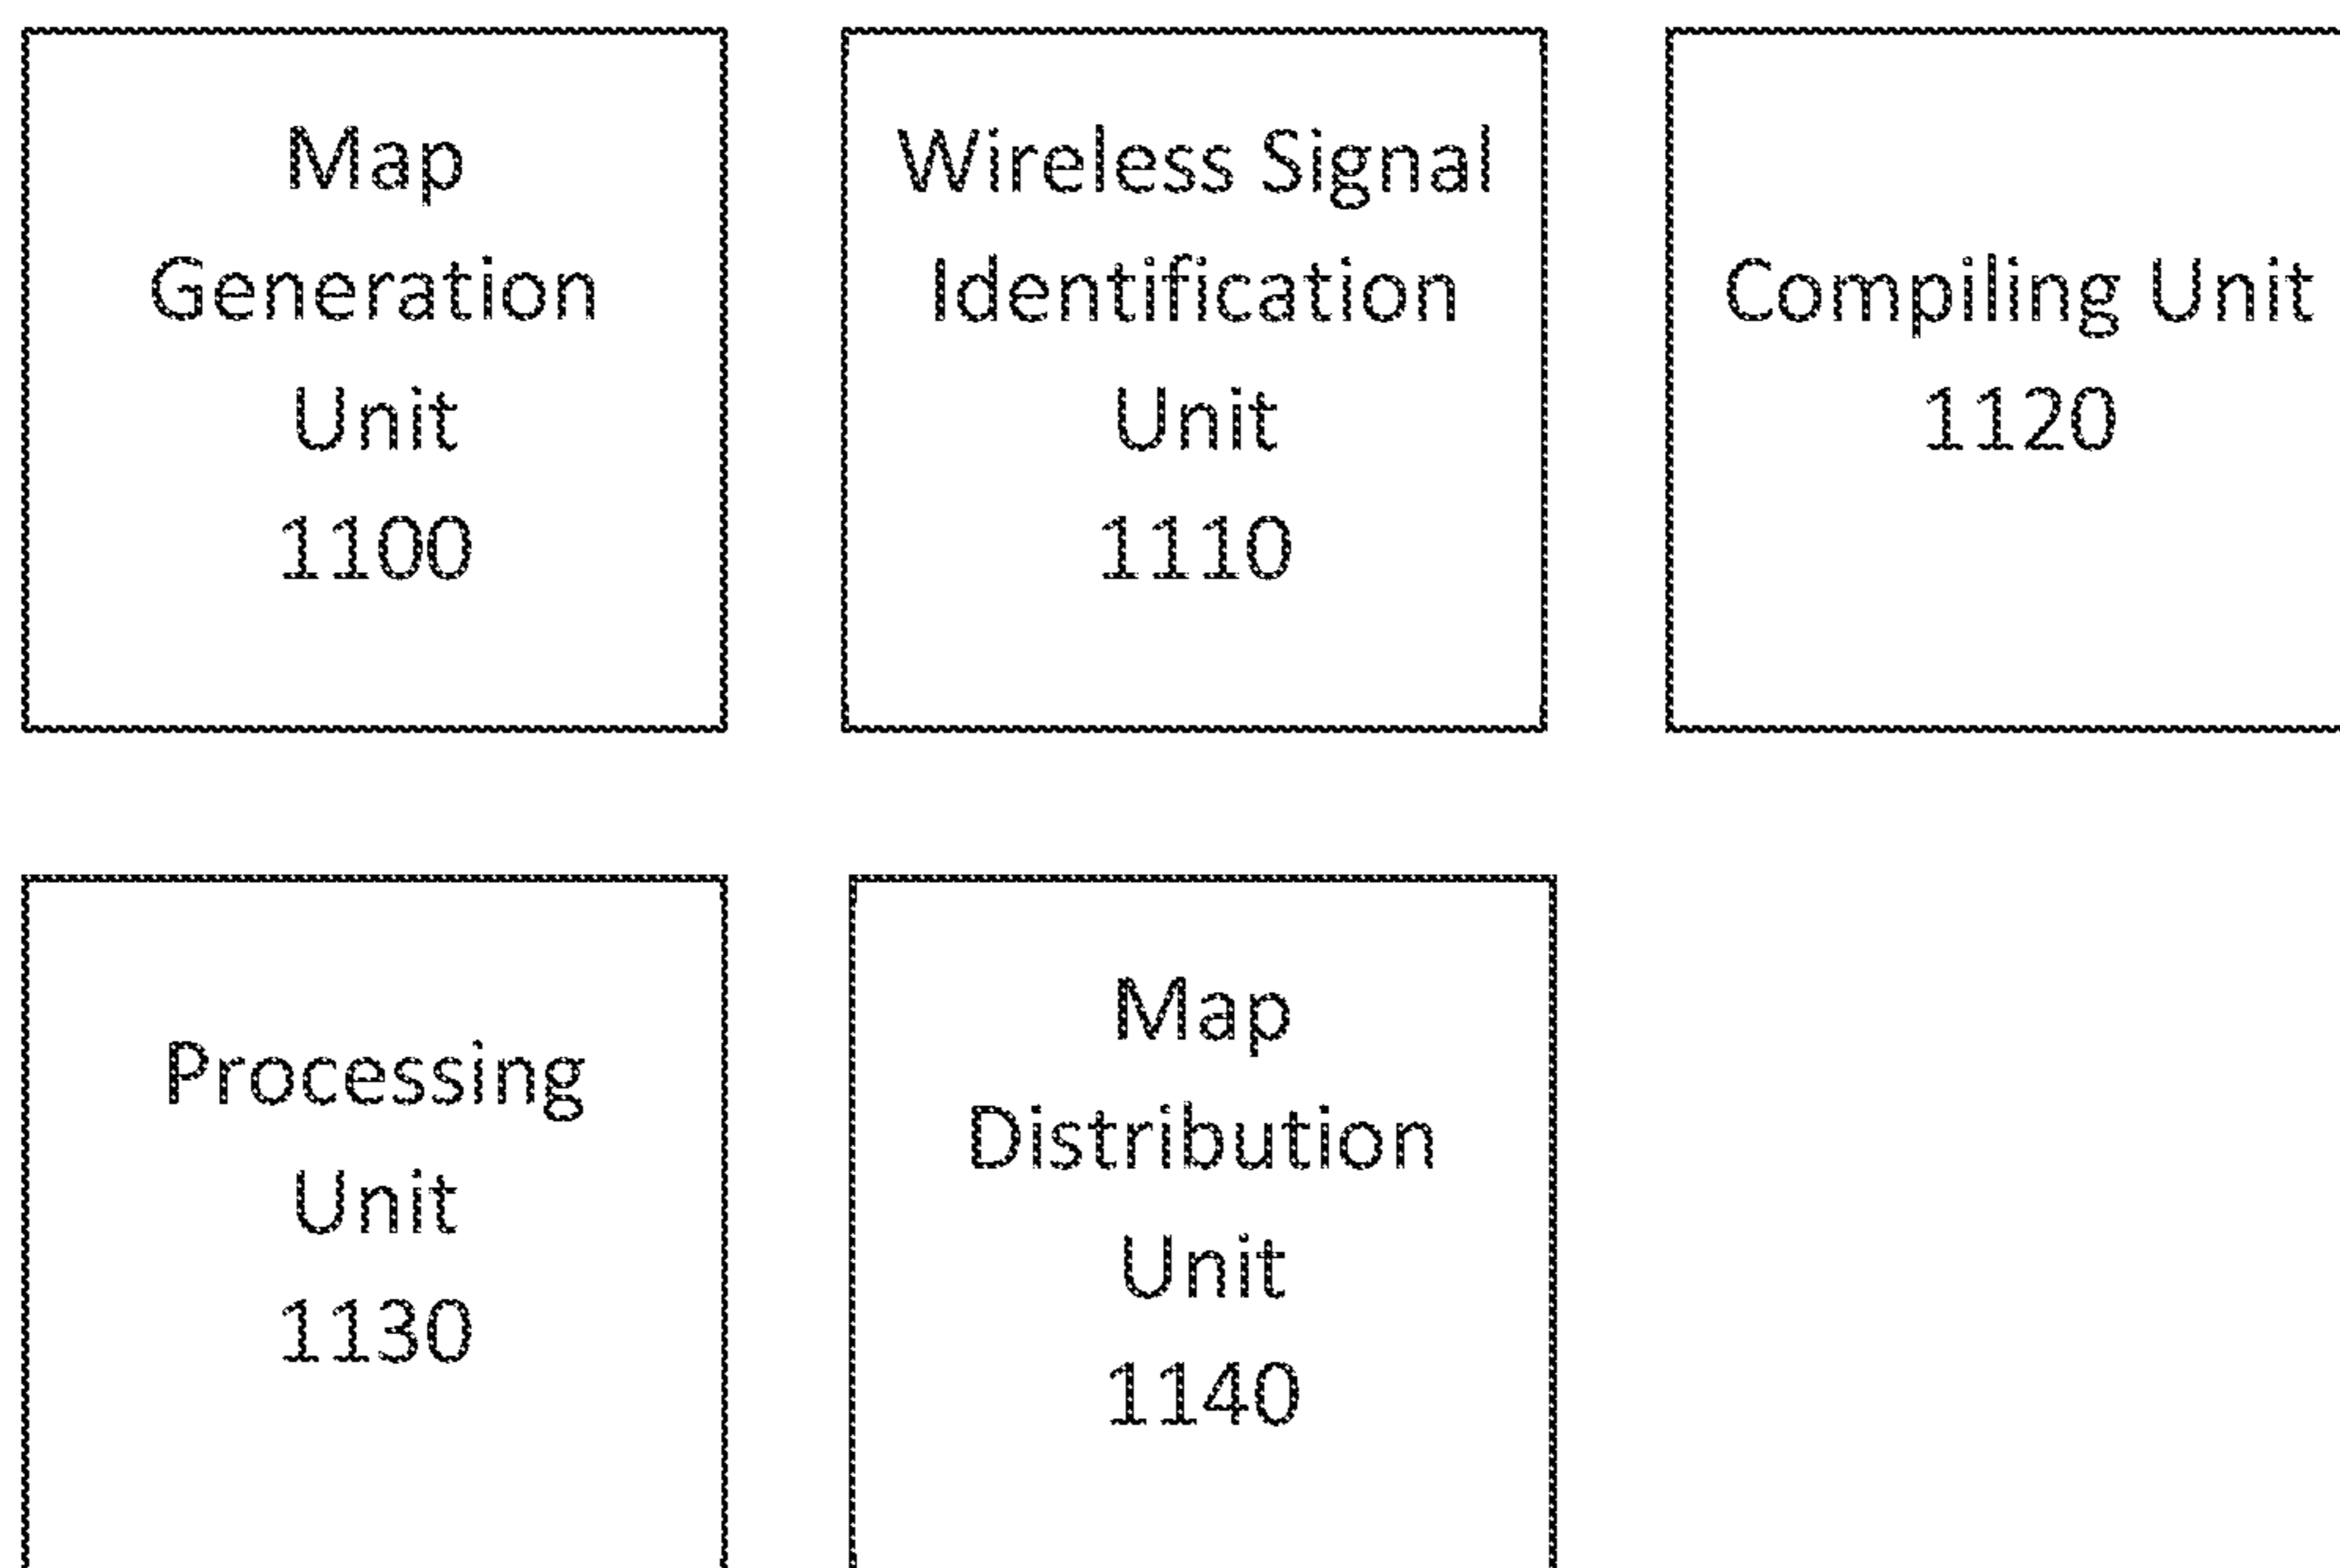 Map
Generation
Unit
1100
Wireless Signal
Identification
Unit
1110
Compiling Unit
1120
Processing
Unit
1130
Map
Distribution
Unit
1140